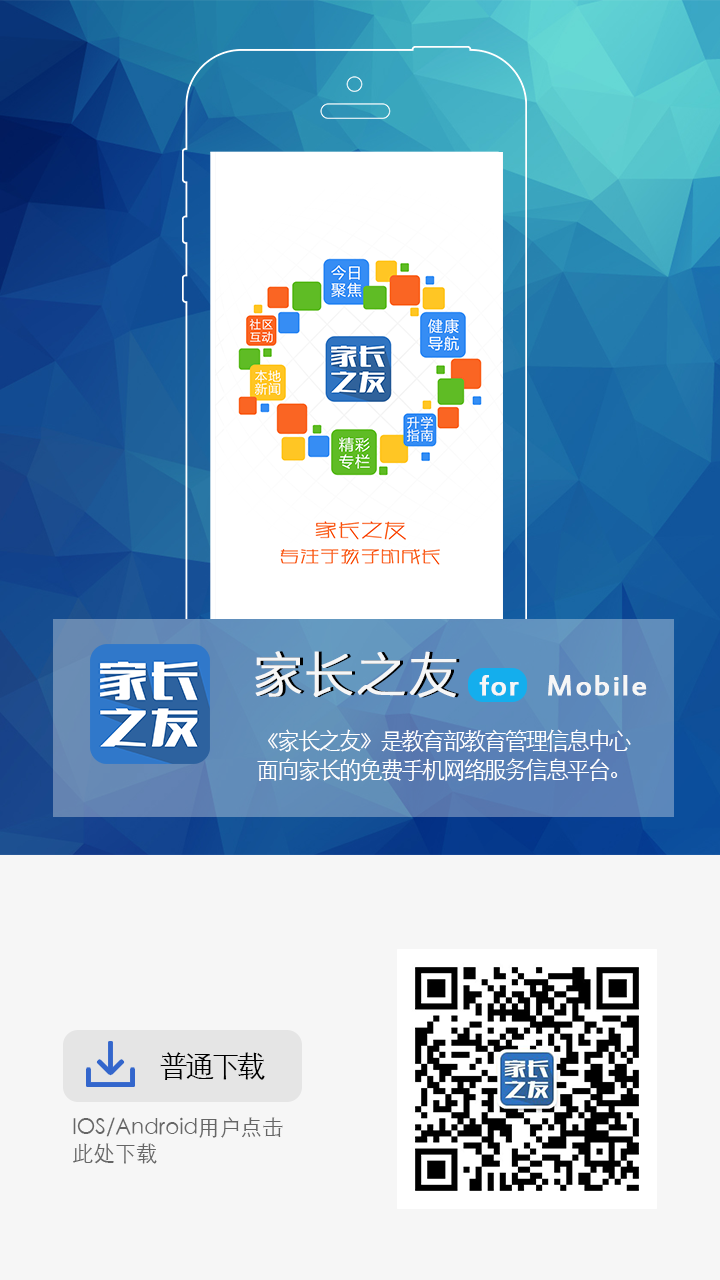 今日
聚焦
社区
互动
健康
导航
家长
之友
本地
新闻
升学
指南
精彩
专栏
家长之友
专注于孩子的成长
家长
之友
家长之友 for Mobile
《家长之友》是教育部教育管理信息中心
面向家长的免费手机网络服务信息平台。
普通下载
IOS/Android用户点击
此处下载
家长
之友